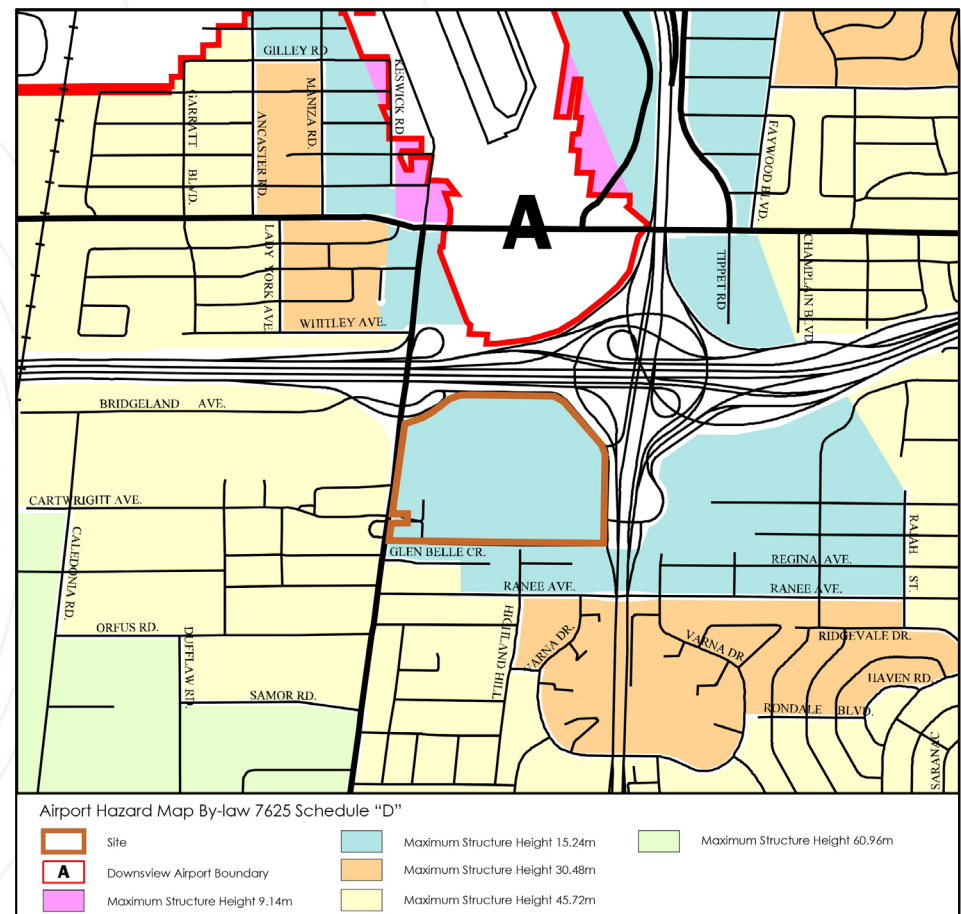 GILLEY RD
KESWICK RD
GARRATT BLVD.
ANCASTER RD.
MANIZA RD.
FAYWOOD BLVD.
A
LADY YORK AVE.
TIPPET RD
CHAMPLAIN BLVD.
WHITLEY AVE.
BRIDGELAND AVE.
CARTWRIGHT AVE.
CALEDONIA RD.
GLEN BELLE CR.
RAJAH ST.
REGINA AVE.
RANEE AVE.
RANEE AVE.
ORFUS RD.
DUFFLAW RD.
HIGHLAND HILL
VARNA DR.
VARNA DR
RIDGEVALE DR.
HAVEN RD.
SAMOR RD.
RONDALE BLVD.
SARANAC
Airport Hazard Map By-law 7625 Schedule “D”
Site
A Downsview Airport Boundary
Maximum Structure Height 9.14m
Maximum Structure Height 15.24m
Maximum Structure Height 30.48m
Maximum Structure Height 45.72m
Maximum Structure Height 60.96m